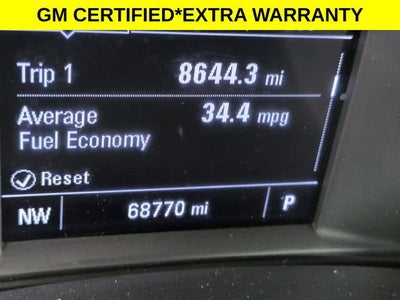 GM CERTIFIED*EXTRA WARRANTY
Trip 1 8644.3 mi
Average 34.4 mpg
Fuel Economy
Reset
NW 68770 mi P